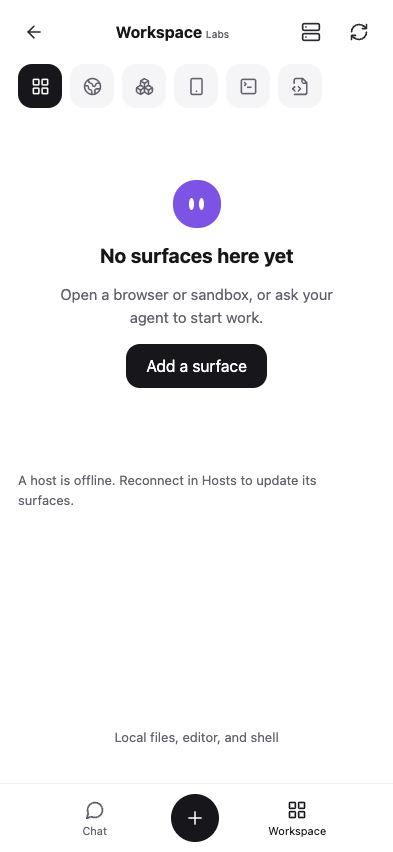 Workspace Labs
No surfaces here yet
Open a browser or sandbox, or ask your
agent to start work.
Add a surface
A host is offline. Reconnect in Hosts to update its
surfaces.
Local files, editor, and shell
Chat
Workspace